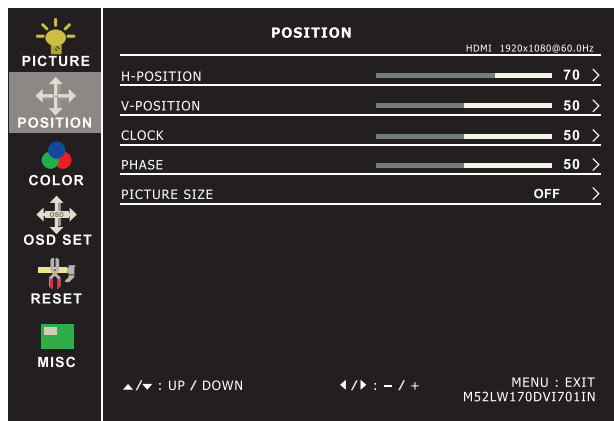 PICTURE
POSITION
COLOR
OSD
OSD SET
RESET
MISC
POSITION
HDMI 1920x1080@60.0Hz
H-POSITION 70 >
V-POSITION 50 >
CLOCK 50 >
PHASE 50 >
PICTURE SIZE OFF >
▲/▼ : UP / DOWN ◀/▶ : – / + MENU : EXIT
M52LW170DVI701IN